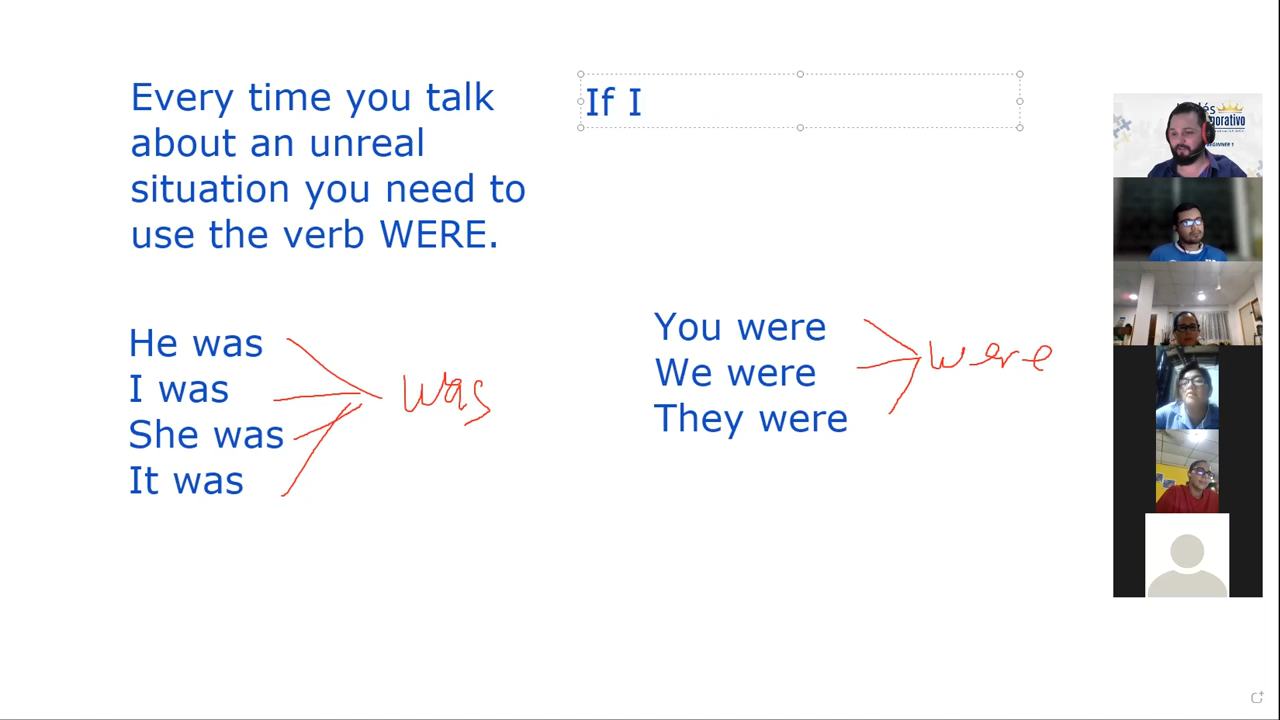 Every time you talk
about an unreal
situation you need to
use the verb WERE.
If I
He was
I was
She was
It was
was
You were
We were
They were
were